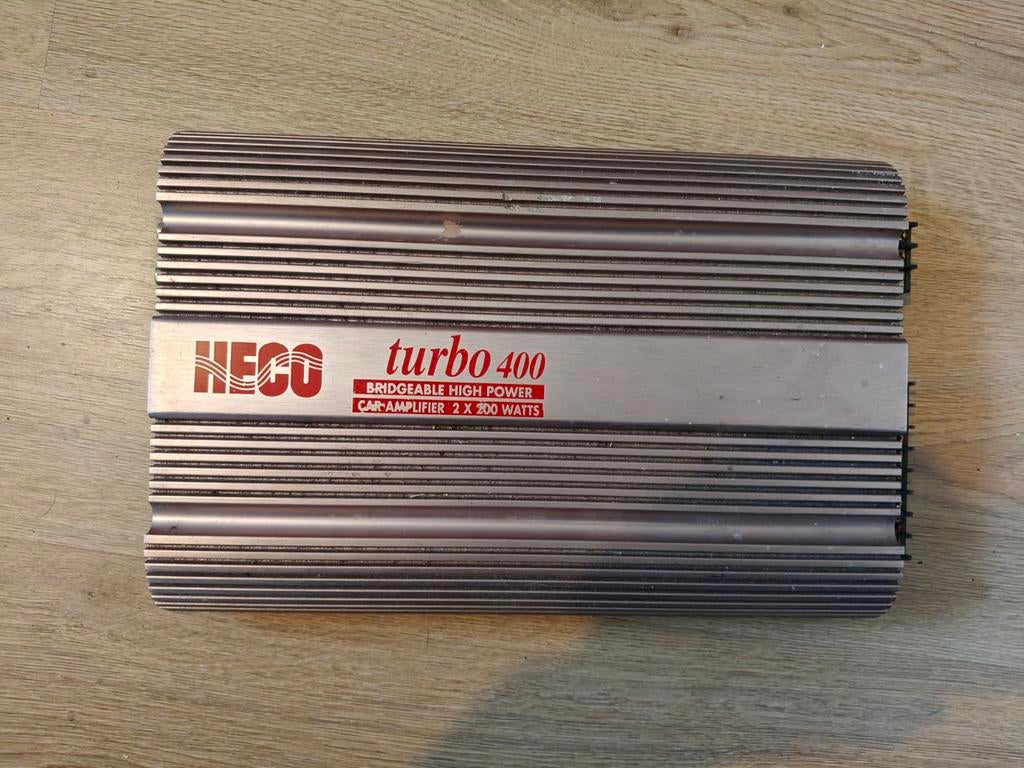 HECO
turbo 400
BRIDGEABLE HIGH POWER
CAR AMPLIFIER 2 X 200 WATTS